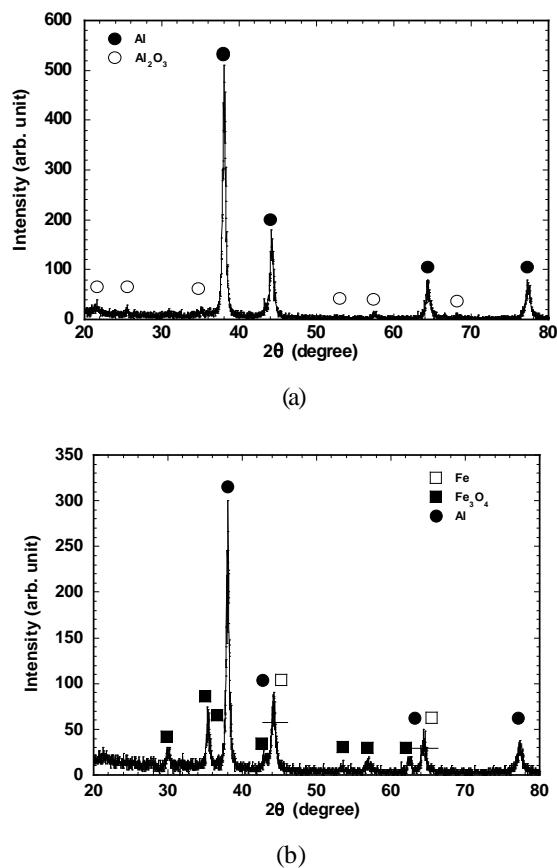 600
Al
Al2O3
500
400
300
200
100
0
Intensity (arb. unit)
20 30 40 50 60 70 80
2θ (degree)
(a)
350
Fe
Fe3O4
Al
300
250
200
150
100
50
0
Intensity (arb. unit)
20 30 40 50 60 70 80
2θ (degree)
(b)